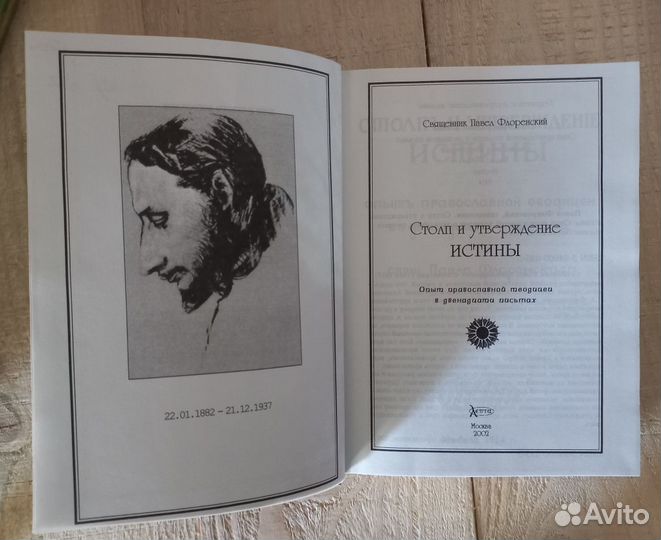 22.01.1882 – 21.12.1937
Священник Павел Флоренский
Столп и утверждение
ИСТИНЫ
Опыт православной теодицеи
в двенадцати письмах
Лепта
Москва
2002
Avito